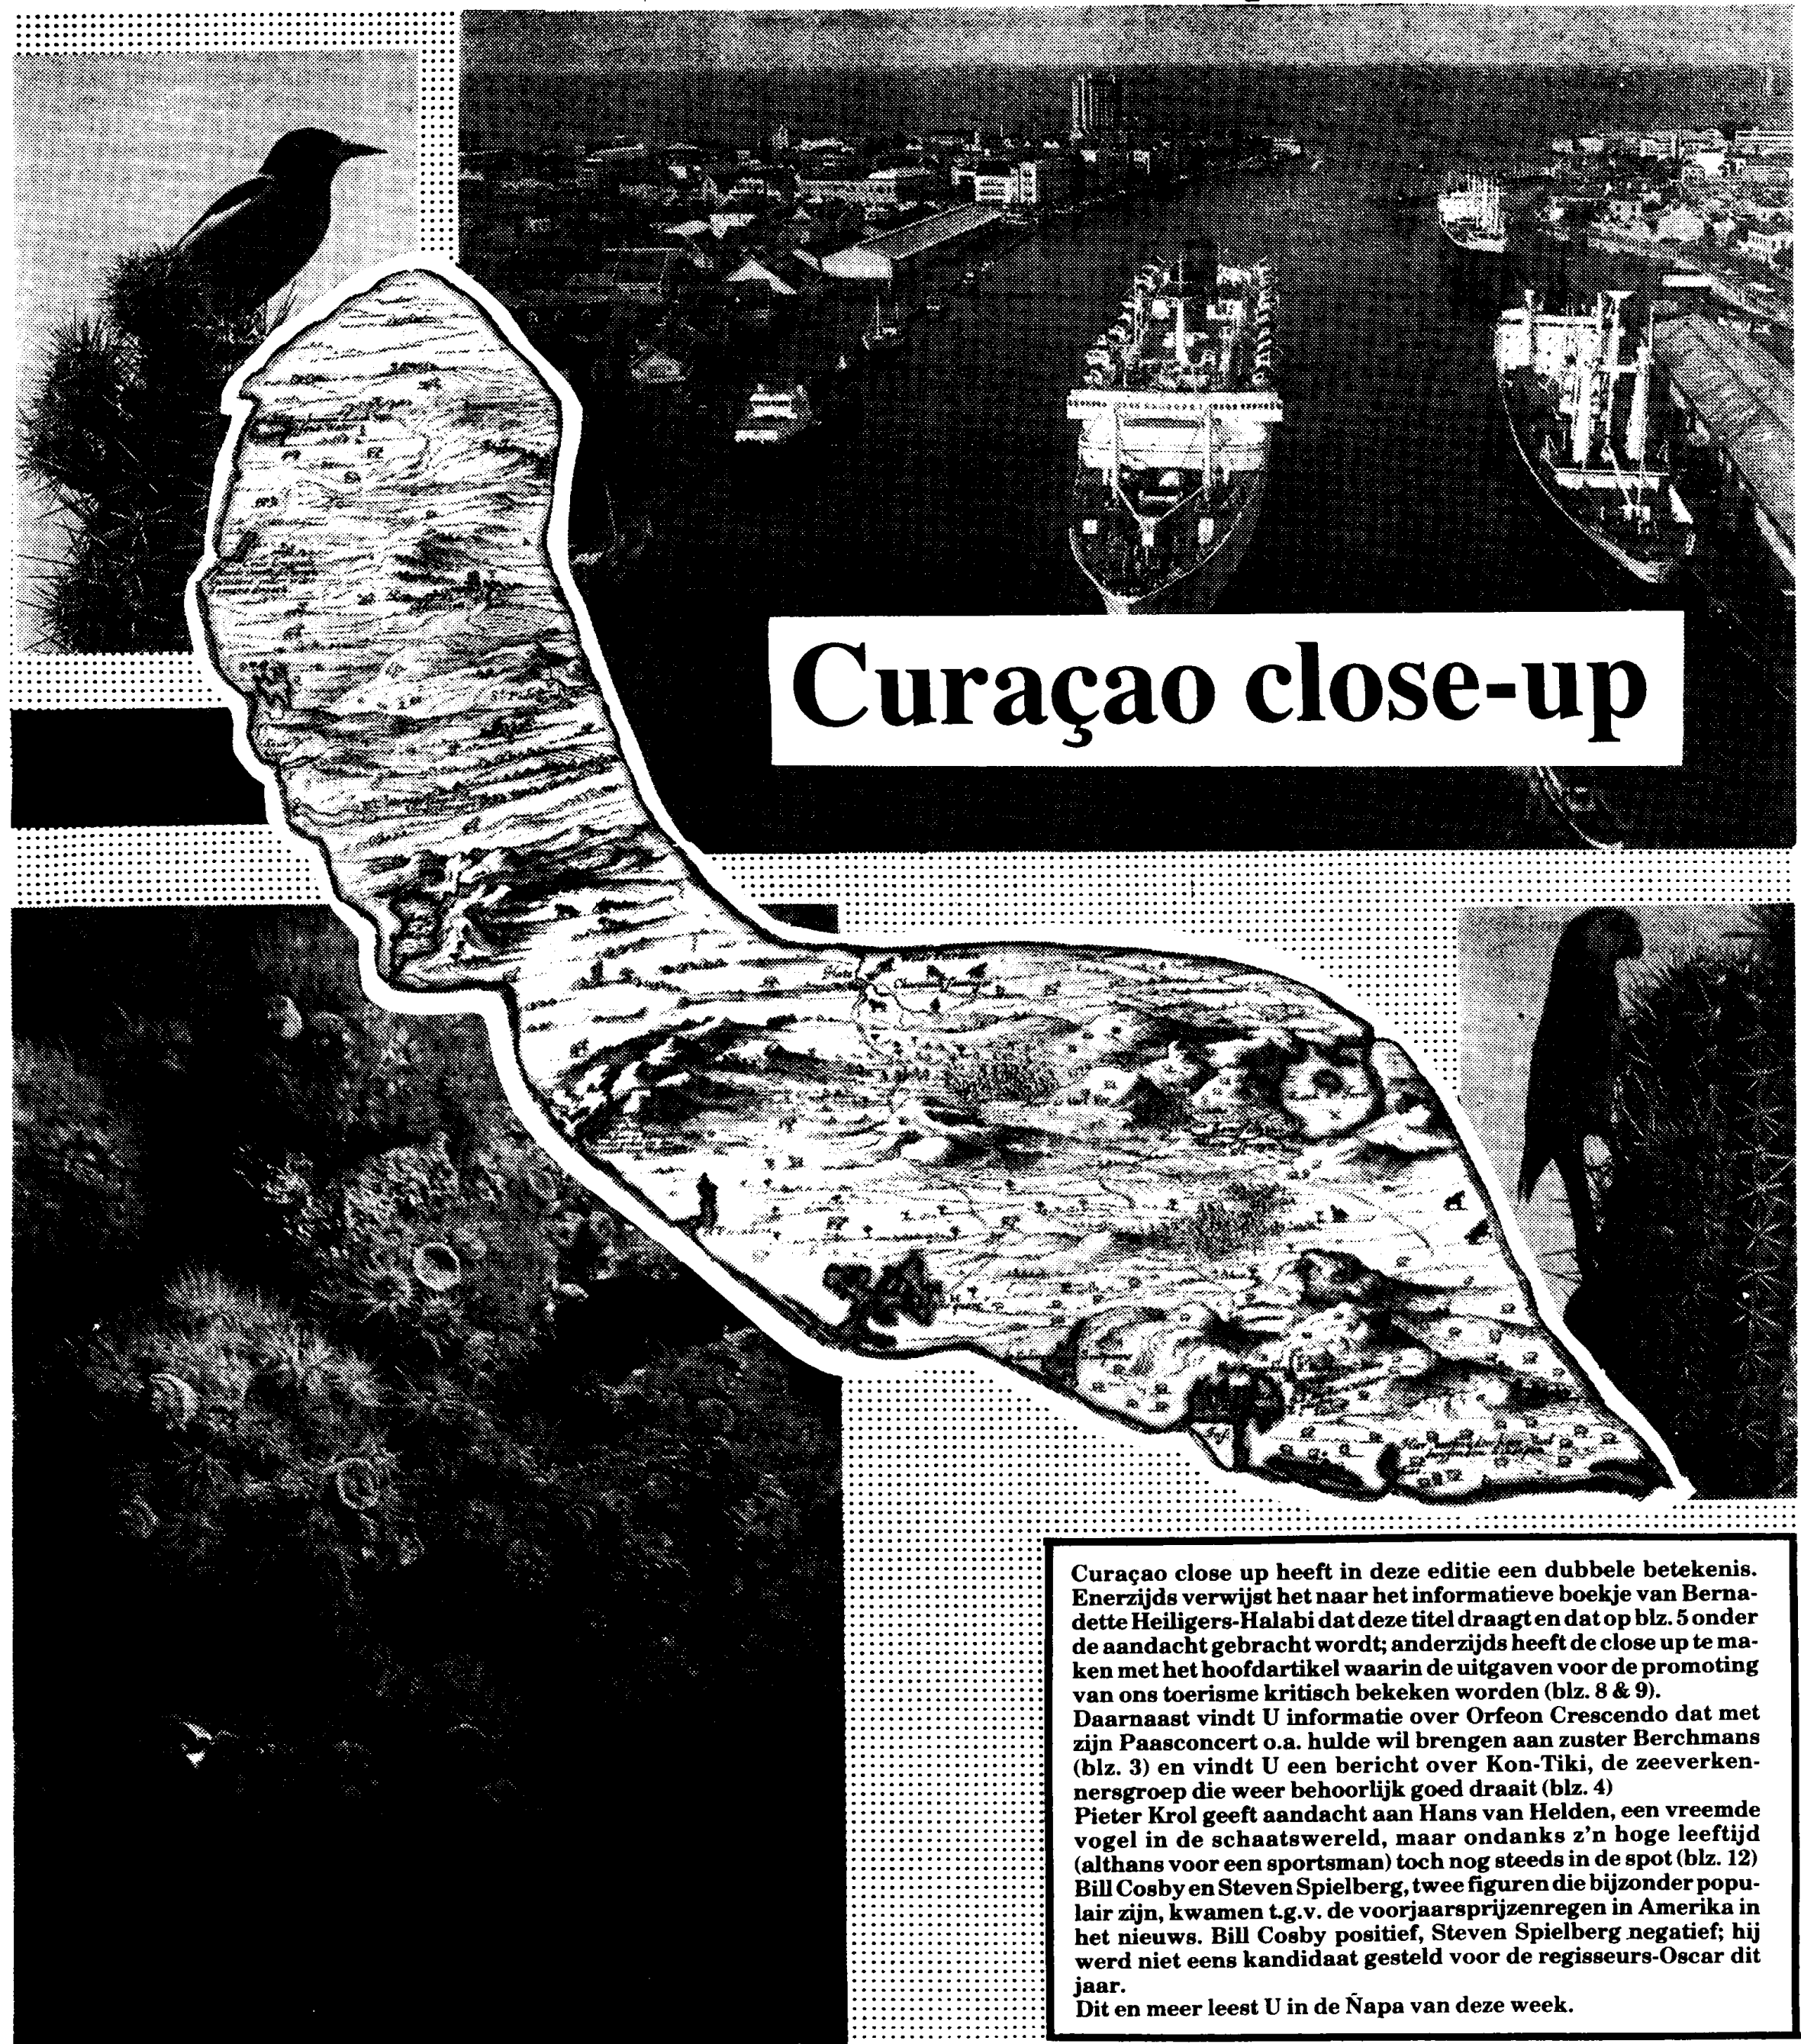 Curaçao close-up
Curaçao close up heeft in deze editie een dubbele betekenis.
Enerzijds verwijst het naar het informatieve boekje van Berna-
dette Heiligers-Halabi dat deze titel draagt en dat op blz. 5 onder
de aandacht gebracht wordt; anderzijds heeft de close up te ma-
ken met het hoofdartikel waarin de uitgaven voor de promoting
van ons toerisme kritisch bekeken worden (blz. 8 & 9).
Daarnaast vindt U informatie over Orfeon Crescendo dat met
zijn Paasconcert o.a. hulde wil brengen aan zuster Berchmans
(blz. 3) en vindt U een bericht over Kon-Tiki, de zeeverken-
nersgroep die weer behoorlijk goed draait (blz. 4)
Pieter Krol geeft aandacht aan Hans van Helden, een vreemde
vogel in de schaatswereld, maar ondanks z'n hoge leeftijd
(althans voor een sportsman) toch nog steeds in de spot (blz. 12)
Bill Cosby en Steven Spielberg, twee figuren die bijzonder popu-
lair zijn, kwamen t.g.v. de voorjaarsprijzenregen in Amerika in
het nieuws. Bill Cosby positief, Steven Spielberg negatief; hij
werd niet eens kandidaat gesteld voor de regisseurs-Oscar dit
jaar.
Dit en meer leest U in de Ñapa van deze week.